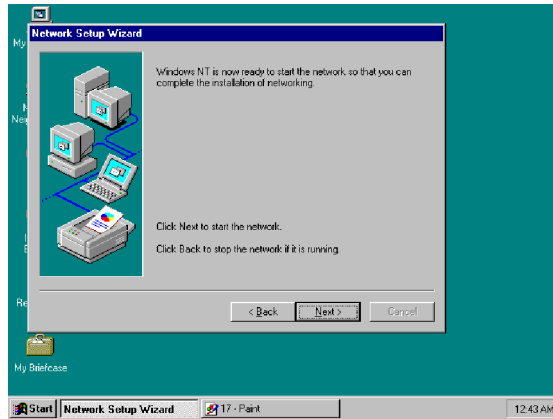 My
Network Setup Wizard
Windows NT is now ready to start the network so that you can
complete the installation of networking.
Click Next to start the network.
Click Back to stop the network if it is running.
< Back
Next >
Cancel
Re
My Briefcase
Start
Network Setup Wizard
17 - Paint
12:43 AM